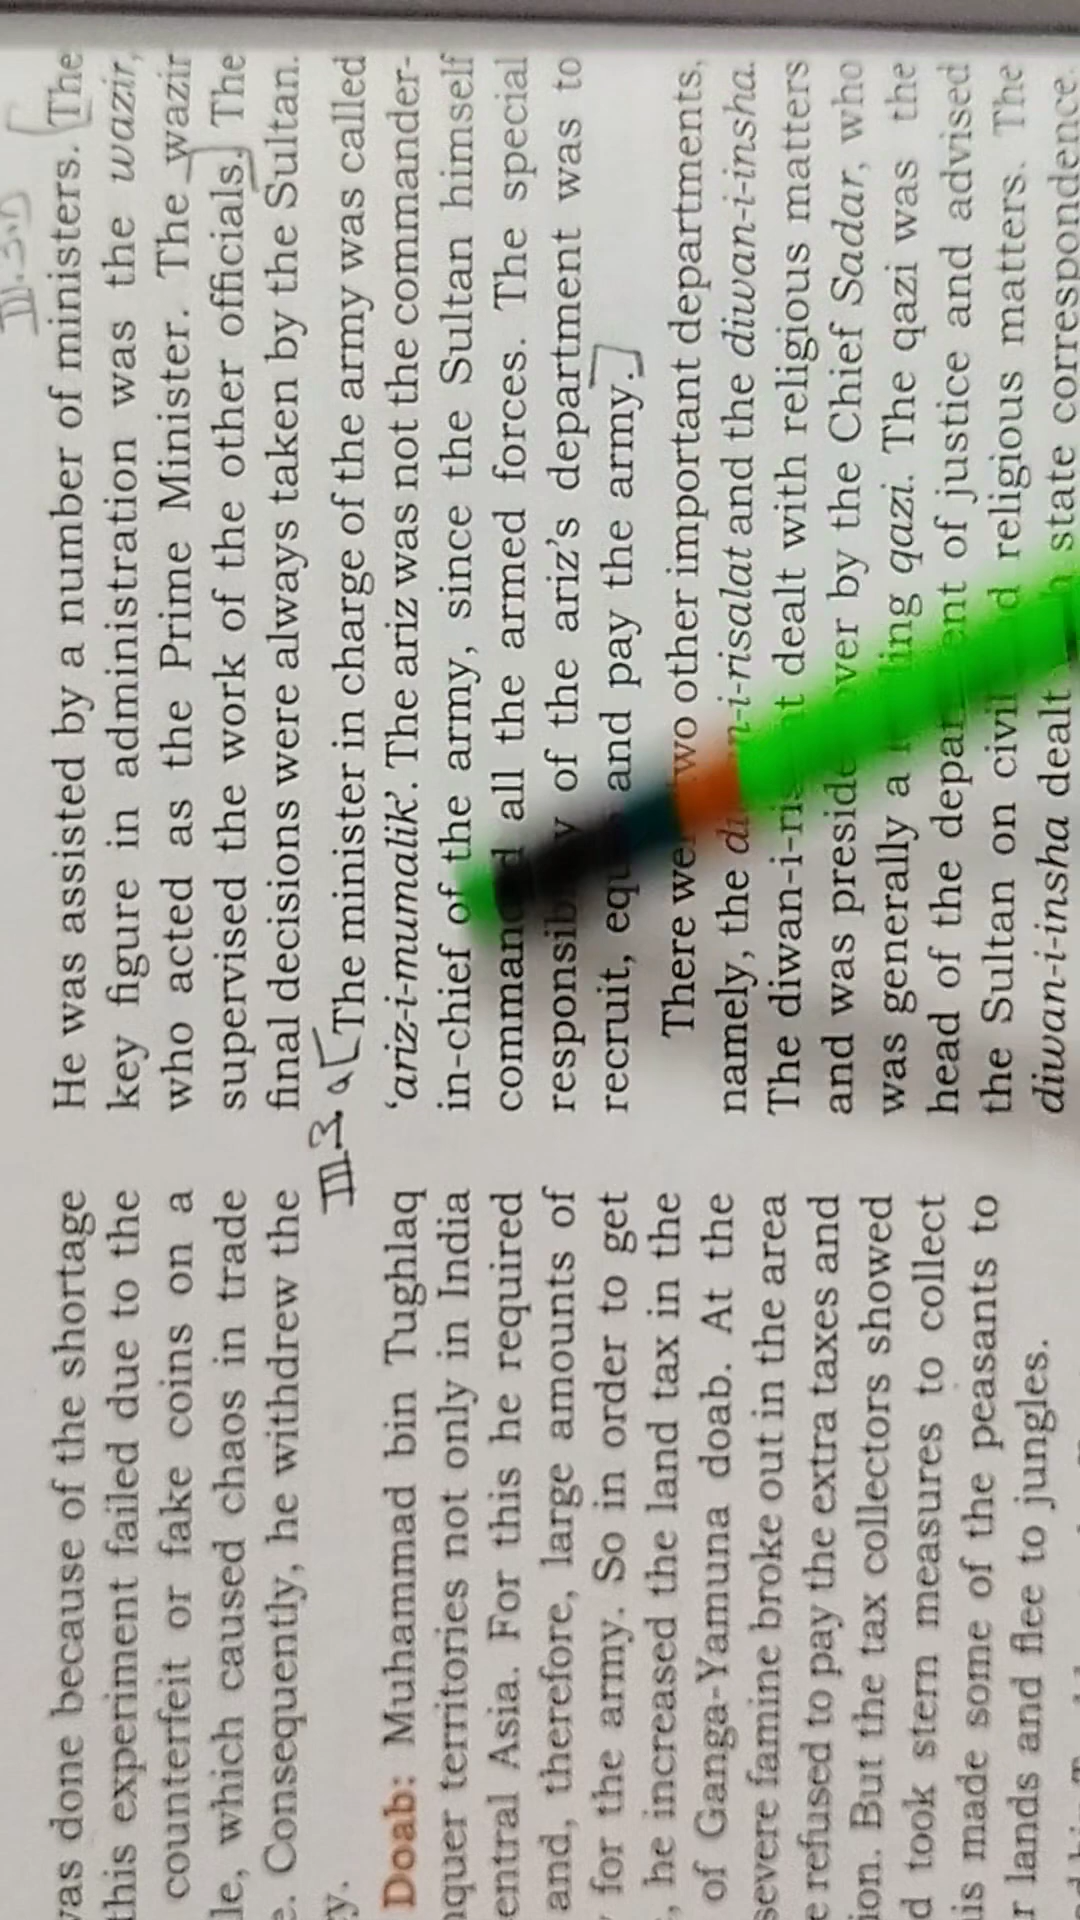 was done because of the shortage
this experiment failed due to the
counterfeit or fake coins on a
le, which caused chaos in trade
e. Consequently, he withdrew the
y.
Doab: Muhammad bin Tughlaq
nquer territories not only in India
entral Asia. For this he required
and, therefore, large amounts of
for the army. So in order to get
, he increased the land tax in the
of Ganga-Yamuna doab. At the
severe famine broke out in the area
e refused to pay the extra taxes and
ion. But the tax collectors showed
d took stern measures to collect
is made some of the peasants to
r lands and flee to jungles.
III.3.1)
He was assisted by a number of ministers. [The
key figure in administration was the wazir,
who acted as the Prime Minister. The wazir
supervised the work of the other officials.] The
final decisions were always taken by the Sultan.
III.3 a [The minister in charge of the army was called
'ariz-i-mumalik'. The ariz was not the commander-
in-chief of the army, since the Sultan himself
command all the armed forces. The special
of the ariz's department was to
recruit, and pay the army.]
There two other important departments,
namely, the n-i-risalat and the diwan-i-insha.
The diwan-i-ri t dealt with religious matters
and was preside ver by the Chief Sadar, who
was generally a ing qazi. The qazi was the
head of the depar ent of justice and advised
the Sultan on civil d religious matters. The
diwan-i-insha dealt state correspondence.